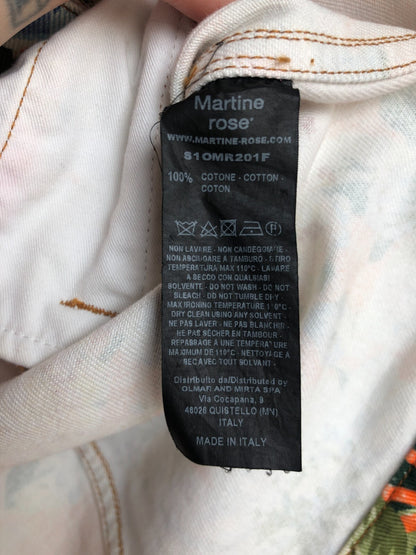 Martine
rose®
WWW.MARTINE-ROSE.COM
S10MR201F
100% COTONE - COTTON -
COTON
NON LAVARE - NON CANDEGGIARE -
NON ASCIUGARE A TAMBURO - STIRO
TEMPERATURA MAX 110°C - LAVARE
A SECCO CON QUALSIASI
SOLVENTE - DO NOT WASH - DO NOT
BLEACH - DO NOT TUMBLE DRY -
MAX IRONING TEMPERATURE 110°C -
DRY CLEAN USING ANY SOLVENT -
NE PAS LAVER - NE PAS BLANCHIR
NE PAS SÉCHER EN TAMBOUR -
REPASSAGE A UNE TEMPERATURE
MAXIMUM DE 110°C - NETTOYAGE A
SEC AVEC TOUT SOLVANT
Distribuito da/Distributed by
OLMAR AND MIRTA SPA
Via Cocapana, 9
46026 QUISTELLO (MN)
ITALY
MADE IN ITALY